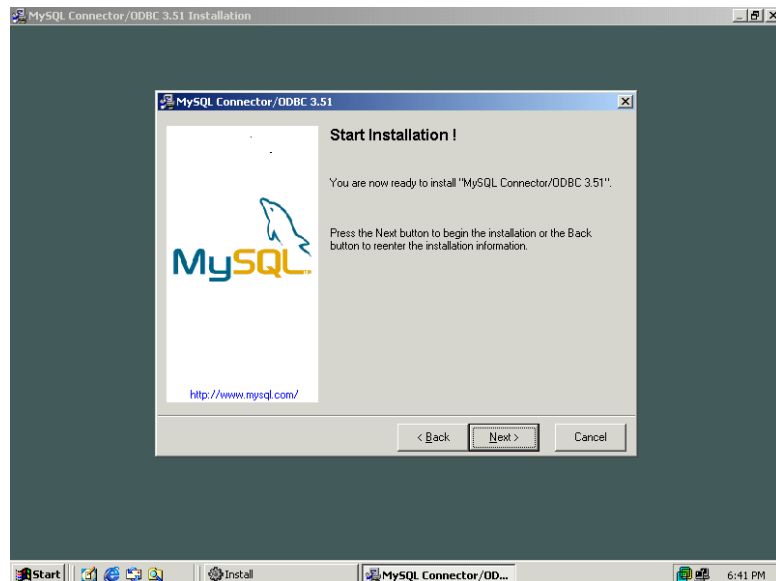 MySQL Connector/ODBC 3.51 Installation
MySQL Connector/ODBC 3.51
Start Installation !
You are now ready to install "MySQL Connector/ODBC 3.51".
Press the Next button to begin the installation or the Back
button to reenter the installation information.
MySQL
http://www.mysql.com/
< Back
Next >
Cancel
Start
Install
MySQL Connector/OD...
6:41 PM